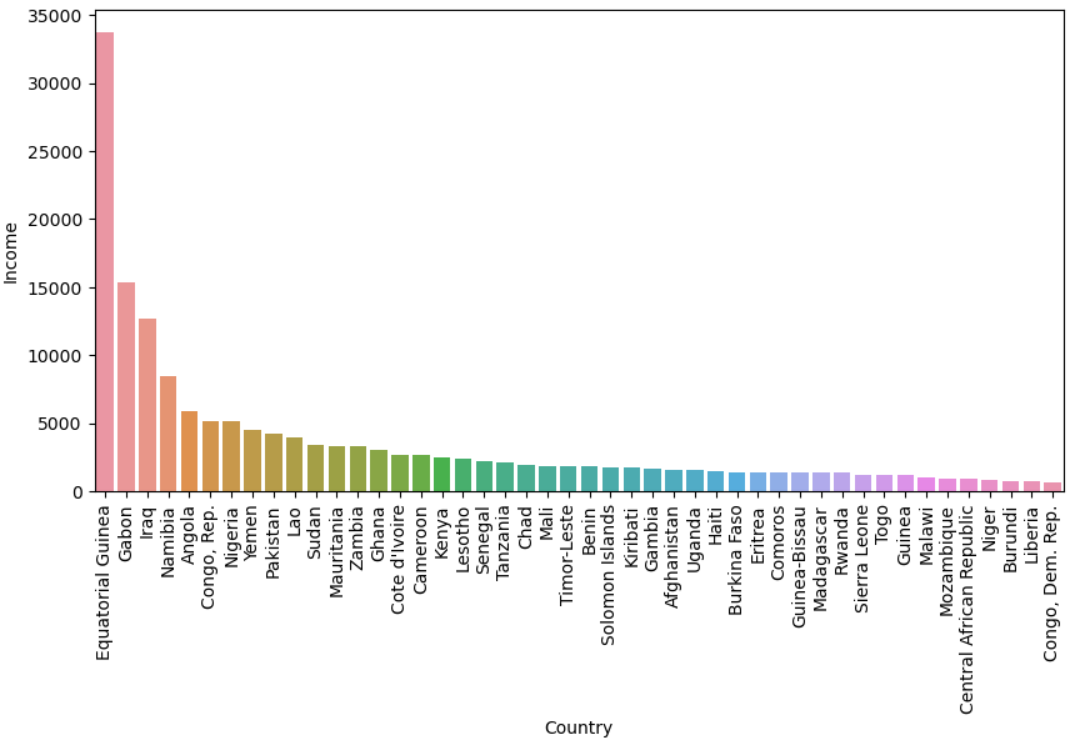 35000
30000
25000
20000
15000
10000
5000
0
Income
Equatorial Guinea
Gabon
Iraq
Namibia
Angola
Congo, Rep.
Nigeria
Yemen
Pakistan
Lao
Sudan
Mauritania
Zambia
Ghana
Cote d'Ivoire
Cameroon
Kenya
Lesotho
Senegal
Tanzania
Chad
Mali
Timor-Leste
Benin
Solomon Islands
Kiribati
Gambia
Afghanistan
Uganda
Haiti
Burkina Faso
Eritrea
Comoros
Guinea-Bissau
Madagascar
Rwanda
Sierra Leone
Togo
Guinea
Malawi
Mozambique
Central African Republic
Niger
Burundi
Liberia
Congo, Dem. Rep.
Country